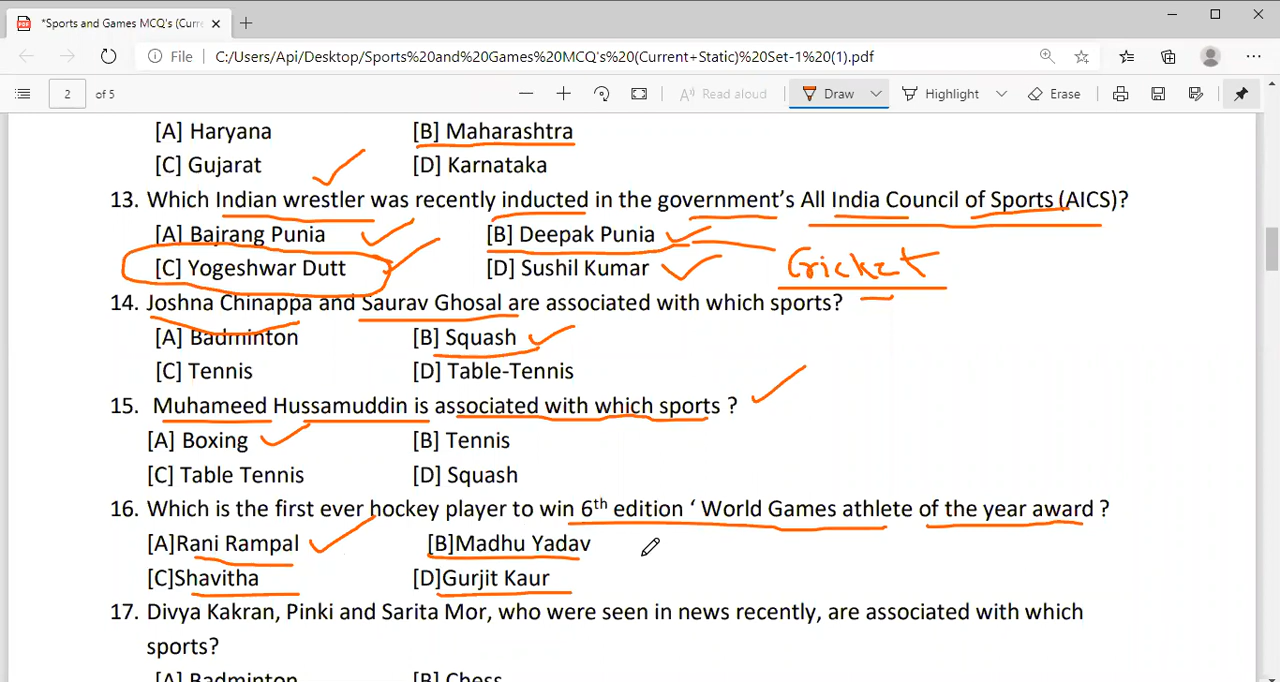 *Sports and Games MCQ's (Curre
File C:/Users/Api/Desktop/Sports%20and%20Games%20MCQ's%20(Current+Static)%20Set-1%20(1).pdf
2 of 5 Read aloud Draw Highlight Erase
[A] Haryana [B] Maharashtra
[C] Gujarat [D] Karnataka
13. Which Indian wrestler was recently inducted in the government's All India Council of Sports (AICS)?
[A] Bajrang Punia [B] Deepak Punia
[C] Yogeshwar Dutt [D] Sushil Kumar Cricket
14. Joshna Chinappa and Saurav Ghosal are associated with which sports?
[A] Badminton [B] Squash
[C] Tennis [D] Table-Tennis
15. Muhameed Hussamuddin is associated with which sports ?
[A] Boxing [B] Tennis
[C] Table Tennis [D] Squash
16. Which is the first ever hockey player to win 6th edition ' World Games athlete of the year award ?
[A]Rani Rampal [B]Madhu Yadav
[C]Shavitha [D]Gurjit Kaur
17. Divya Kakran, Pinki and Sarita Mor, who were seen in news recently, are associated with which
sports?
[A] Badminton [B] Chess